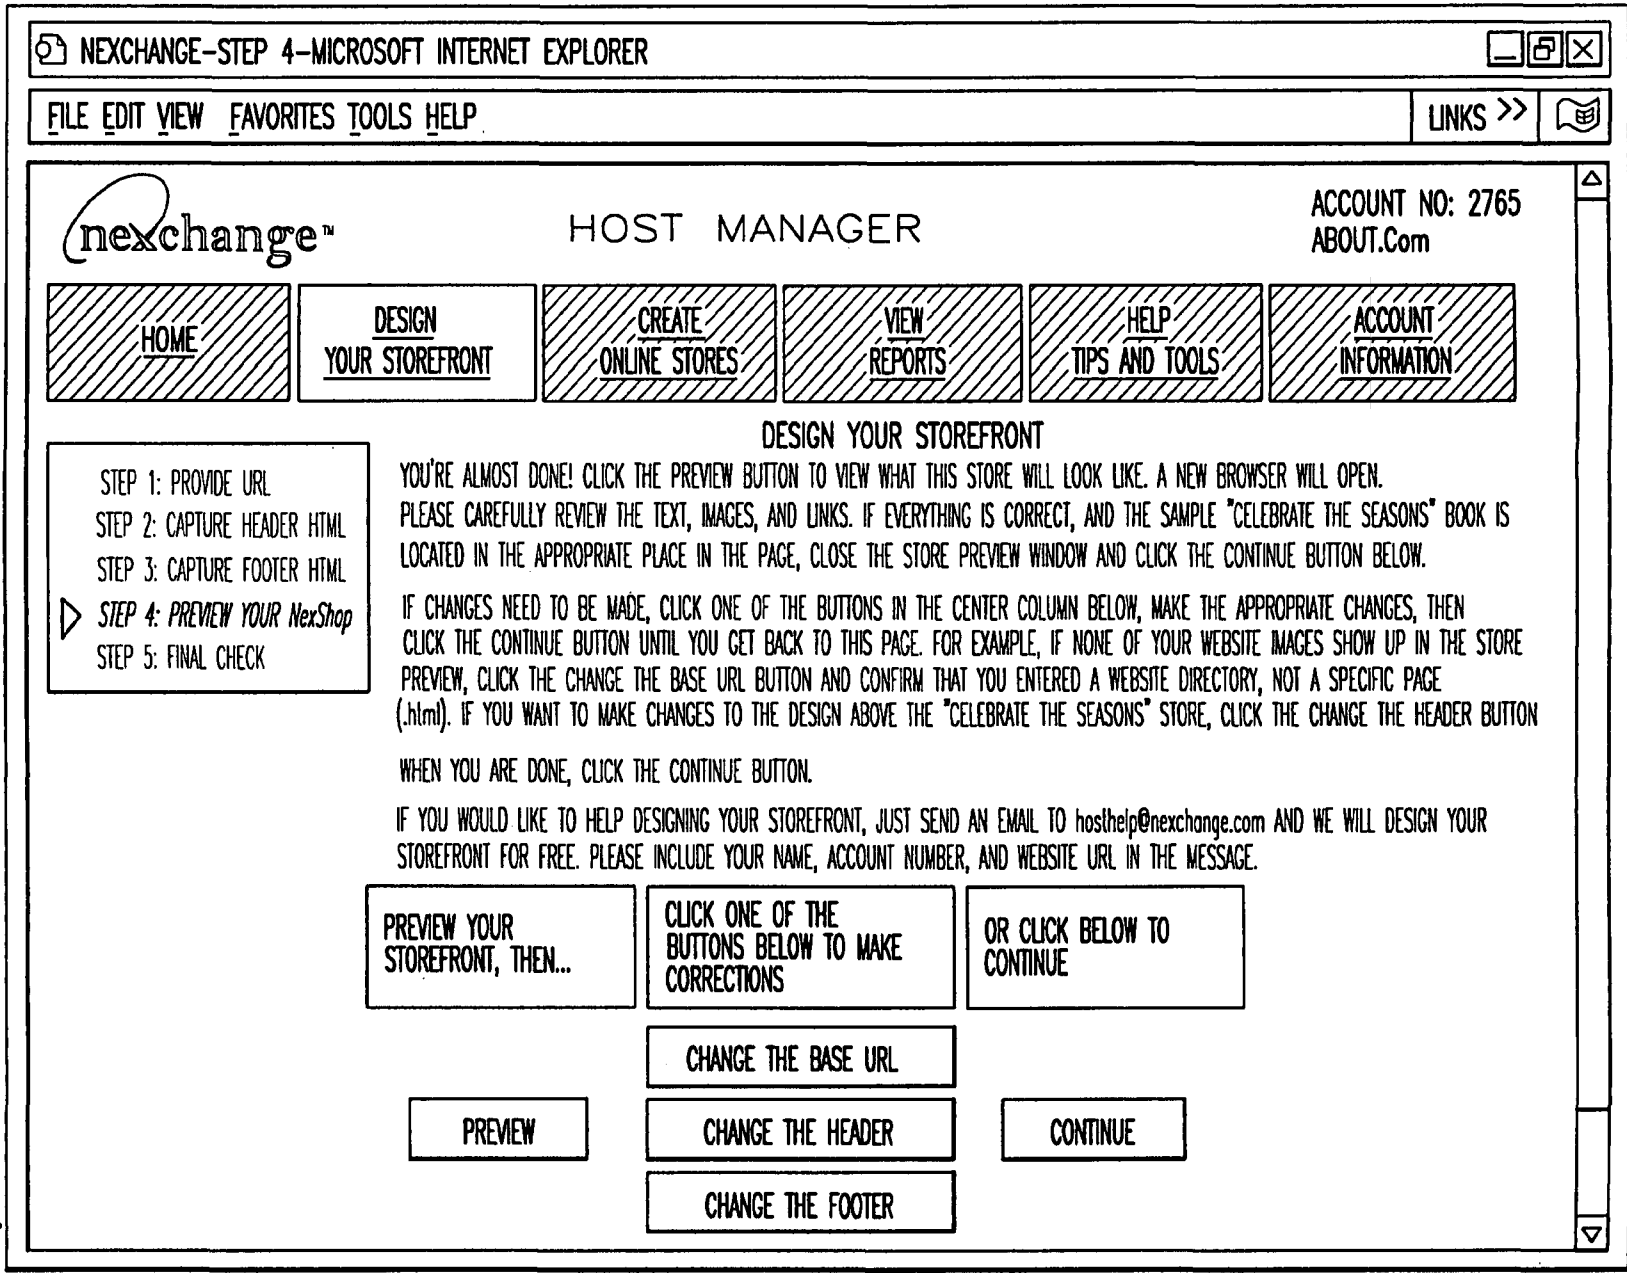 NEXCHANGE-STEP 4-MICROSOFT INTERNET EXPLORER
FILE EDIT VIEW FAVORITES TOOLS HELP
LINKS >>
nexchange™
HOST MANAGER
ACCOUNT NO: 2765
ABOUT.Com
HOME
DESIGN
YOUR STOREFRONT
CREATE
ONLINE STORES
VIEW
REPORTS
HELP
TIPS AND TOOLS
ACCOUNT
INFORMATION
STEP 1: PROVIDE URL
STEP 2: CAPTURE HEADER HTML
STEP 3: CAPTURE FOOTER HTML
STEP 4: PREVIEW YOUR NexShop
STEP 5: FINAL CHECK
DESIGN YOUR STOREFRONT
YOU'RE ALMOST DONE! CLICK THE PREVIEW BUTTON TO VIEW WHAT THIS STORE WILL LOOK LIKE. A NEW BROWSER WILL OPEN.
PLEASE CAREFULLY REVIEW THE TEXT, IMAGES, AND LINKS. IF EVERYTHING IS CORRECT, AND THE SAMPLE "CELEBRATE THE SEASONS" BOOK IS
LOCATED IN THE APPROPRIATE PLACE IN THE PAGE, CLOSE THE STORE PREVIEW WINDOW AND CLICK THE CONTINUE BUTTON BELOW.
IF CHANGES NEED TO BE MADE, CLICK ONE OF THE BUTTONS IN THE CENTER COLUMN BELOW, MAKE THE APPROPRIATE CHANGES, THEN
CLICK THE CONTINUE BUTTON UNTIL YOU GET BACK TO THIS PAGE. FOR EXAMPLE, IF NONE OF YOUR WEBSITE IMAGES SHOW UP IN THE STORE
PREVIEW, CLICK THE CHANGE THE BASE URL BUTTON AND CONFIRM THAT YOU ENTERED A WEBSITE DIRECTORY, NOT A SPECIFIC PAGE
(.html). IF YOU WANT TO MAKE CHANGES TO THE DESIGN ABOVE THE "CELEBRATE THE SEASONS" STORE, CLICK THE CHANGE THE HEADER BUTTON
WHEN YOU ARE DONE, CLICK THE CONTINUE BUTTON.
IF YOU WOULD LIKE TO HELP DESIGNING YOUR STOREFRONT, JUST SEND AN EMAIL TO hosthelp@nexchange.com AND WE WILL DESIGN YOUR
STOREFRONT FOR FREE. PLEASE INCLUDE YOUR NAME, ACCOUNT NUMBER, AND WEBSITE URL IN THE MESSAGE.
PREVIEW YOUR
STOREFRONT, THEN...
CLICK ONE OF THE
BUTTONS BELOW TO MAKE
CORRECTIONS
OR CLICK BELOW TO
CONTINUE
CHANGE THE BASE URL
PREVIEW
CHANGE THE HEADER
CONTINUE
CHANGE THE FOOTER